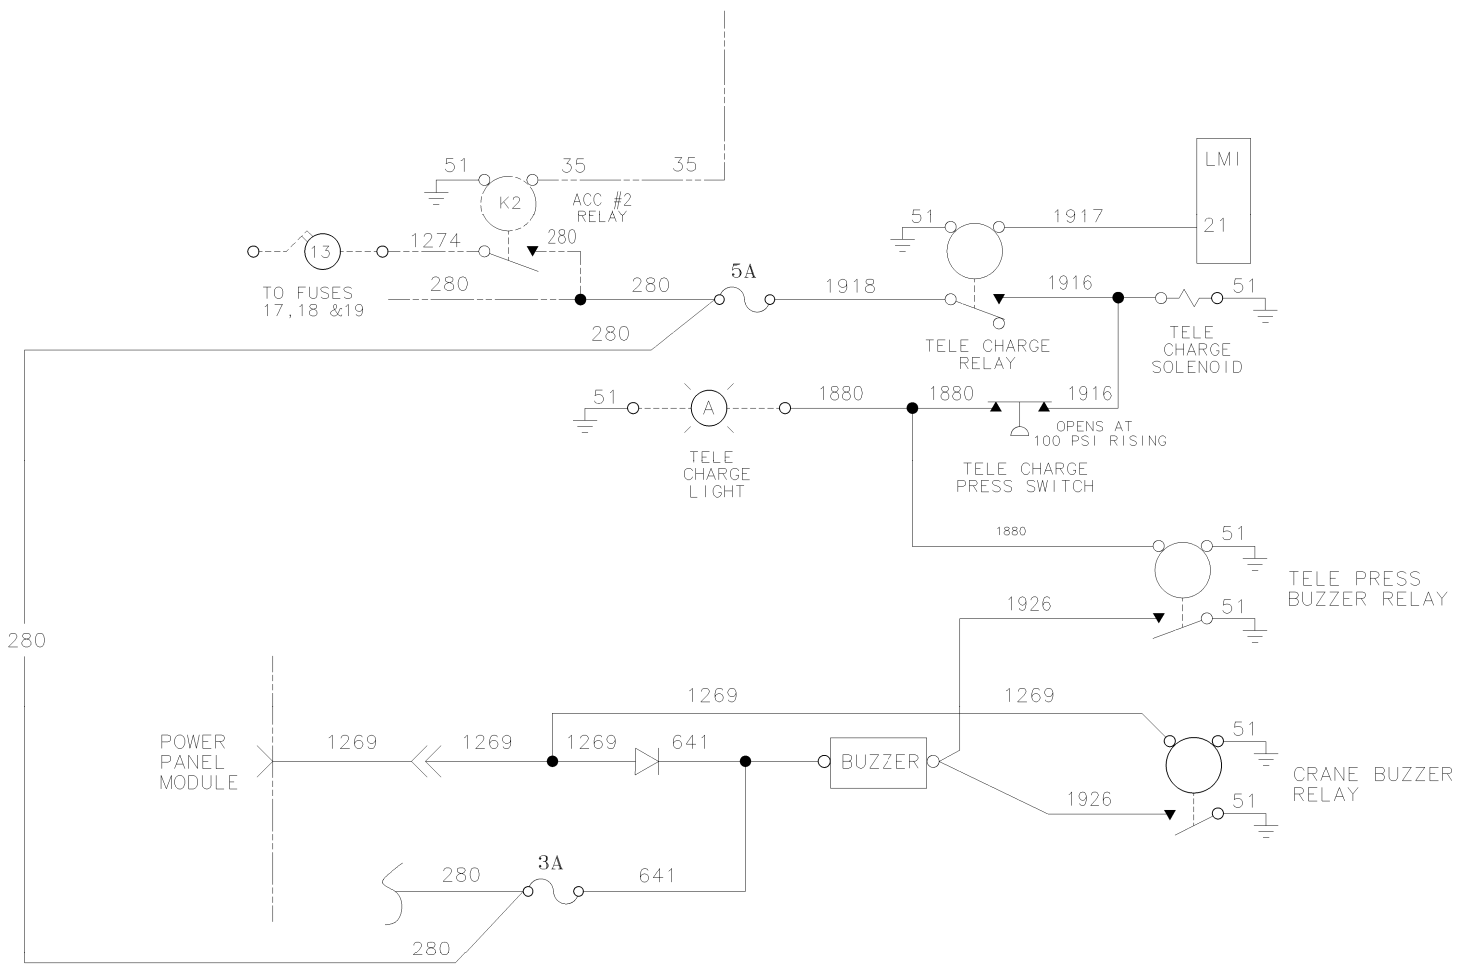 51
35
35
K2
ACC #2
RELAY
LMI
21
51
1917
1274
280
13
TO FUSES
17,18 &19
280
280
5A
1918
1916
51
280
TELE CHARGE
RELAY
TELE
CHARGE
SOLENOID
51
A
1880
1880
1916
OPENS AT
100 PSI RISING
TELE
CHARGE
LIGHT
TELE CHARGE
PRESS SWITCH
1880
51
TELE PRESS
BUZZER RELAY
1926
51
280
1269
1269
POWER
PANEL
MODULE
1269
1269
1269
641
BUZZER
51
CRANE BUZZER
RELAY
1926
51
3A
280
641
280